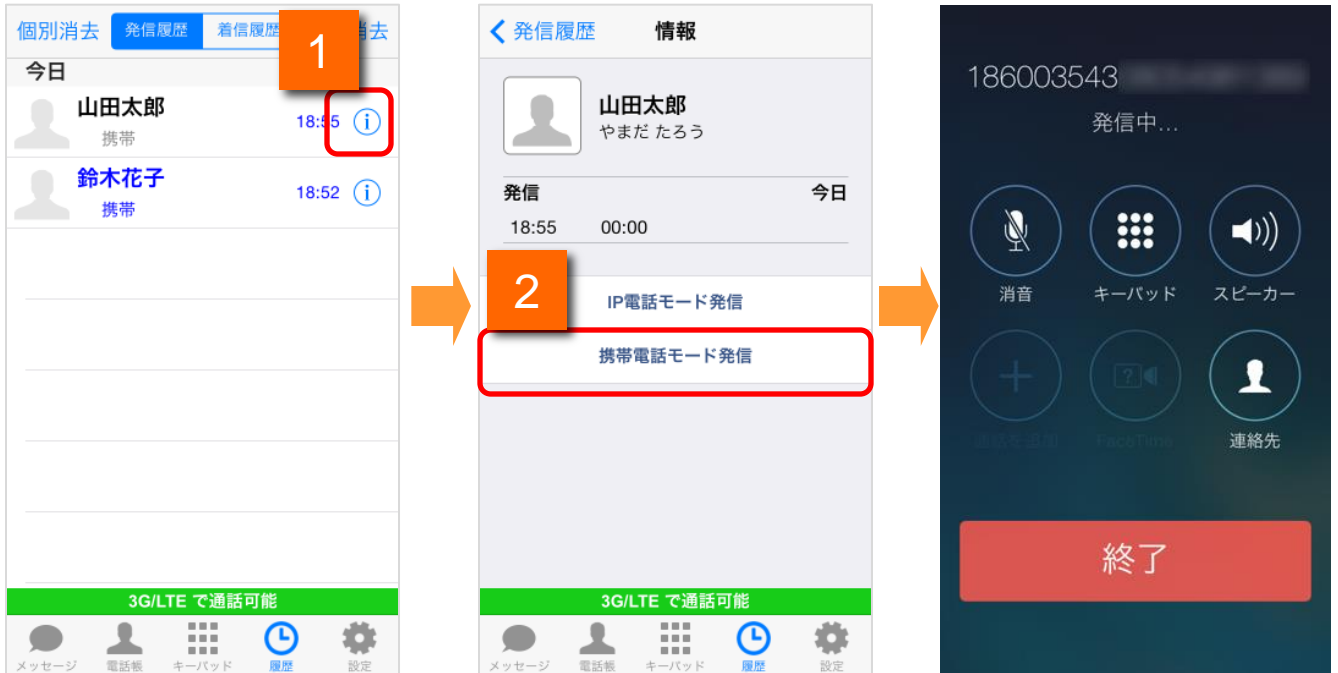 個別消去 発信履歴 着信履歴 去
1
今日
山田太郎
携帯
18:55
鈴木花子
携帯
18:52
3G/LTE で通話可能
メッセージ 電話帳 キーパッド 履歴 設定
発信履歴 情報
山田太郎
やまだ たろう
発信 今日
18:55 00:00
2
IP電話モード発信
携帯電話モード発信
3G/LTE で通話可能
メッセージ 電話帳 キーパッド 履歴 設定
186003543
発信中...
消音 キーパッド スピーカー
通話を追加 FaceTime 連絡先
終了